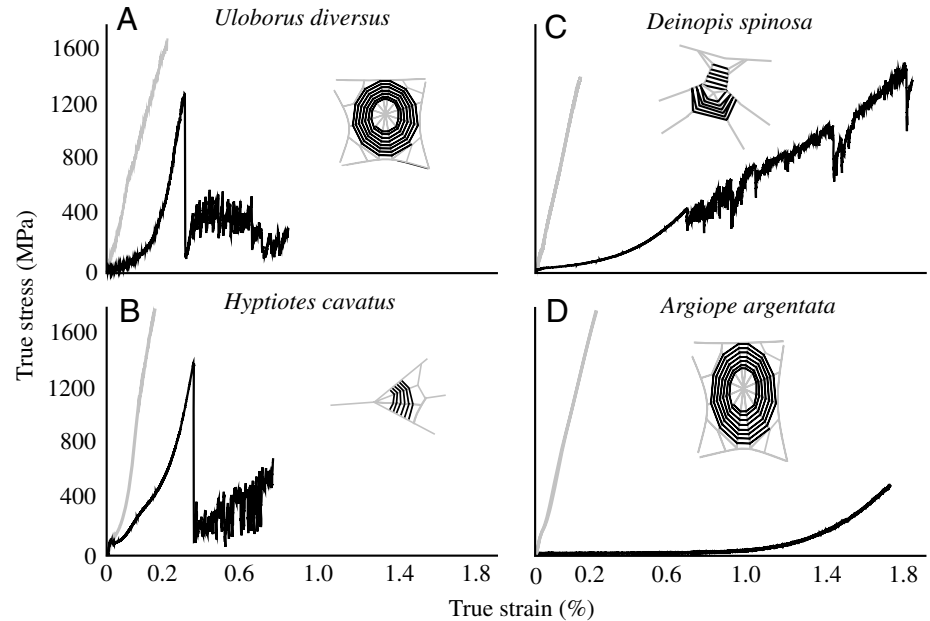 A
Uloborus diversus
1600
1200
800
400
0
C
Deinopis spinosa
B
Hyptiotes cavatus
1600
1200
800
400
0
0 0.2 0.6 1.0 1.4 1.8
D
Argiope argentata
0 0.2 0.6 1.0 1.4 1.8
True stress (MPa)
True strain (%)